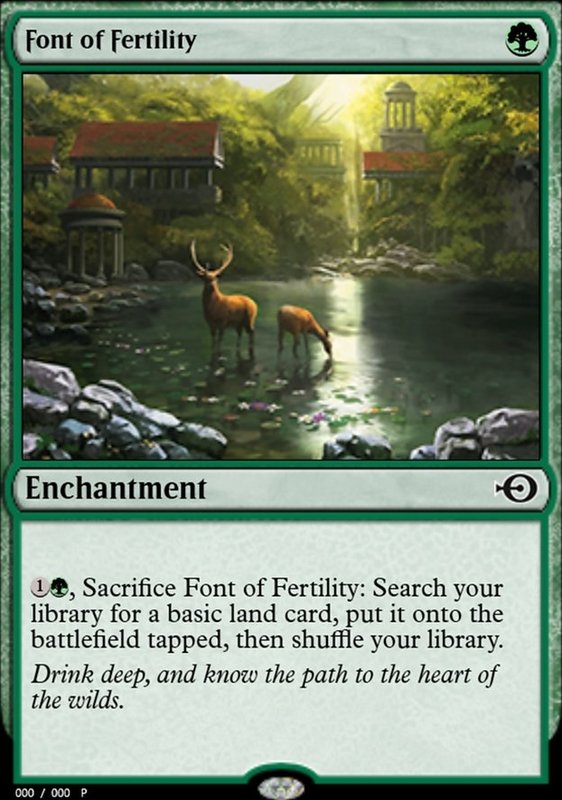 Font of Fertility
Enchantment
1, Sacrifice Font of Fertility: Search your
library for a basic land card, put it onto the
battlefield tapped, then shuffle your library.
Drink deep, and know the path to the heart of
the wilds.
000 / 000 P